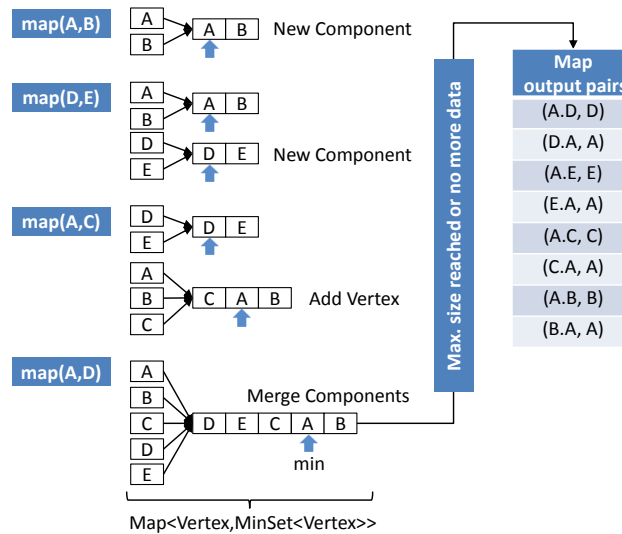 map(A,B)
A
B
A B
New Component
map(D,E)
A
B
A B
D
E
D E
New Component
map(A,C)
D
E
D E
A
B
C
C A B
Add Vertex
map(A,D)
A
B
C
D
E
Merge Components
D E C A B
min
Map<Vertex,MinSet<Vertex>>
Max. size reached or no more data
Map
output pairs
(A.D, D)
(D.A, A)
(A.E, E)
(E.A, A)
(A.C, C)
(C.A, A)
(A.B, B)
(B.A, A)